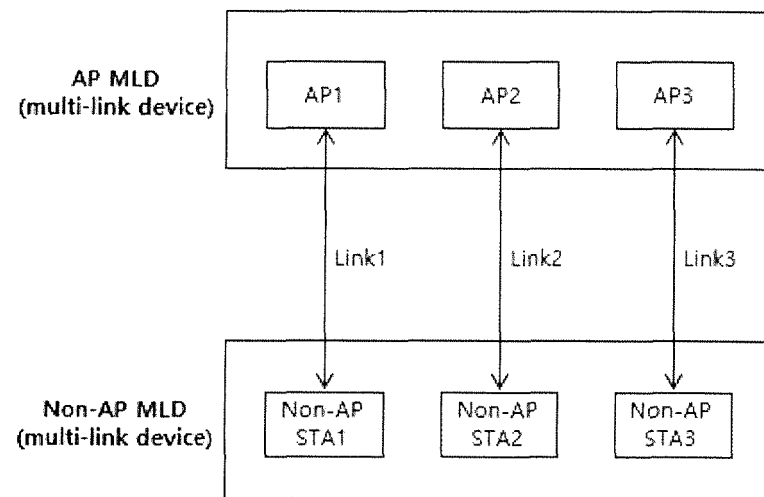 AP MLD
(multi-link device)
AP1
AP2
AP3
Link1
Link2
Link3
Non-AP MLD
(multi-link device)
Non-AP
STA1
Non-AP
STA2
Non-AP
STA3